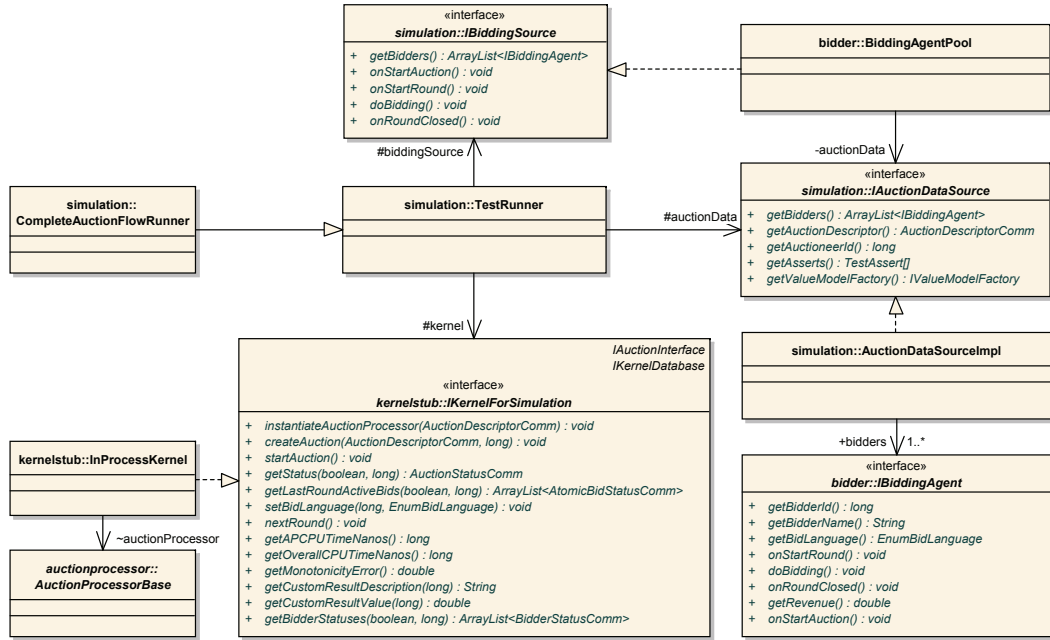 «interface»
simulation::IBiddingSource
+ getBidders() : ArrayList<IBiddingAgent>
+ onStartAuction() : void
+ onStartRound() : void
+ doBidding() : void
+ onRoundClosed() : void
bidder::BiddingAgentPool
#biddingSource
-auctionData
simulation::
CompleteAuctionFlowRunner
simulation::TestRunner
#auctionData
«interface»
simulation::IAuctionDataSource
+ getBidders() : ArrayList<IBiddingAgent>
+ getAuctionDescriptor() : AuctionDescriptorComm
+ getAuctioneerId() : long
+ getAsserts() : TestAssert[]
+ getValueModelFactory() : IValueModelFactory
#kernel
IAuctionInterface
IKernelDatabase
«interface»
kernelstub::IKernelForSimulation
+ instantiateAuctionProcessor(AuctionDescriptorComm) : void
+ createAuction(AuctionDescriptorComm, long) : void
+ startAuction() : void
+ getStatus(boolean, long) : AuctionStatusComm
+ getLastRoundActiveBids(boolean, long) : ArrayList<AtomicBidStatusComm>
+ setBidLanguage(long, EnumBidLanguage) : void
+ nextRound() : void
+ getAPCPUTimeNanos() : long
+ getOverallCPUTimeNanos() : long
+ getMonotonicityError() : double
+ getCustomResultDescription(long) : String
+ getCustomResultValue(long) : double
+ getBidderStatuses(boolean, long) : ArrayList<BidderStatusComm>
simulation::AuctionDataSourceImpl
+bidders 1..*
kernelstub::InProcessKernel
~auctionProcessor
auctionprocessor::
AuctionProcessorBase
«interface»
bidder::IBiddingAgent
+ getBidderId() : long
+ getBidderName() : String
+ getBidLanguage() : EnumBidLanguage
+ onStartRound() : void
+ doBidding() : void
+ onRoundClosed() : void
+ getRevenue() : double
+ onStartAuction() : void